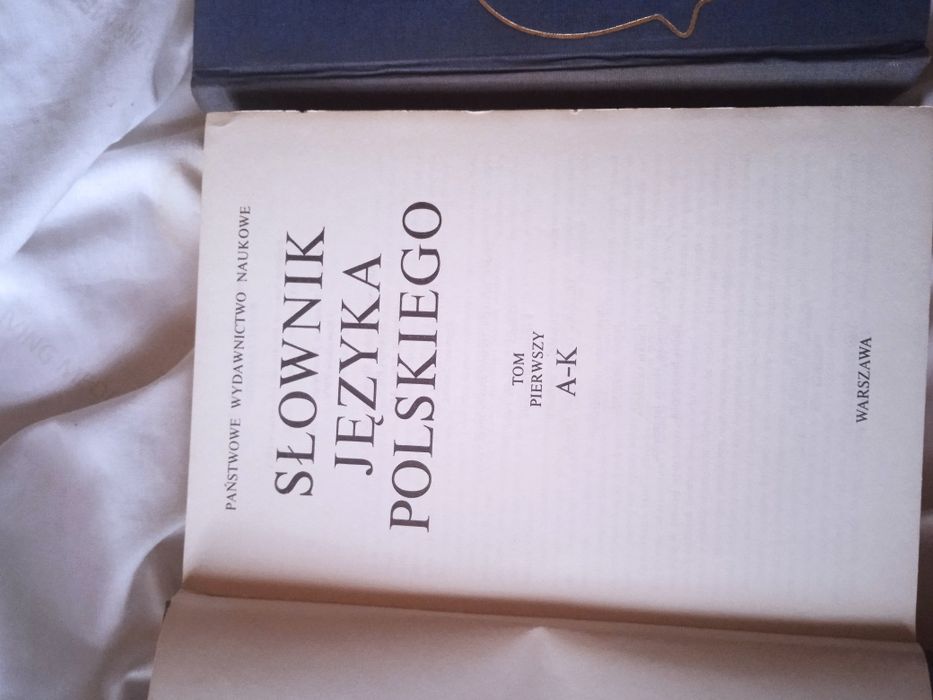 PAŃSTWOWE WYDAWNICTWO NAUKOWE
SŁOWNIK
JĘZYKA
POLSKIEGO
TOM
PIERWSZY
A-K
WARSZAWA